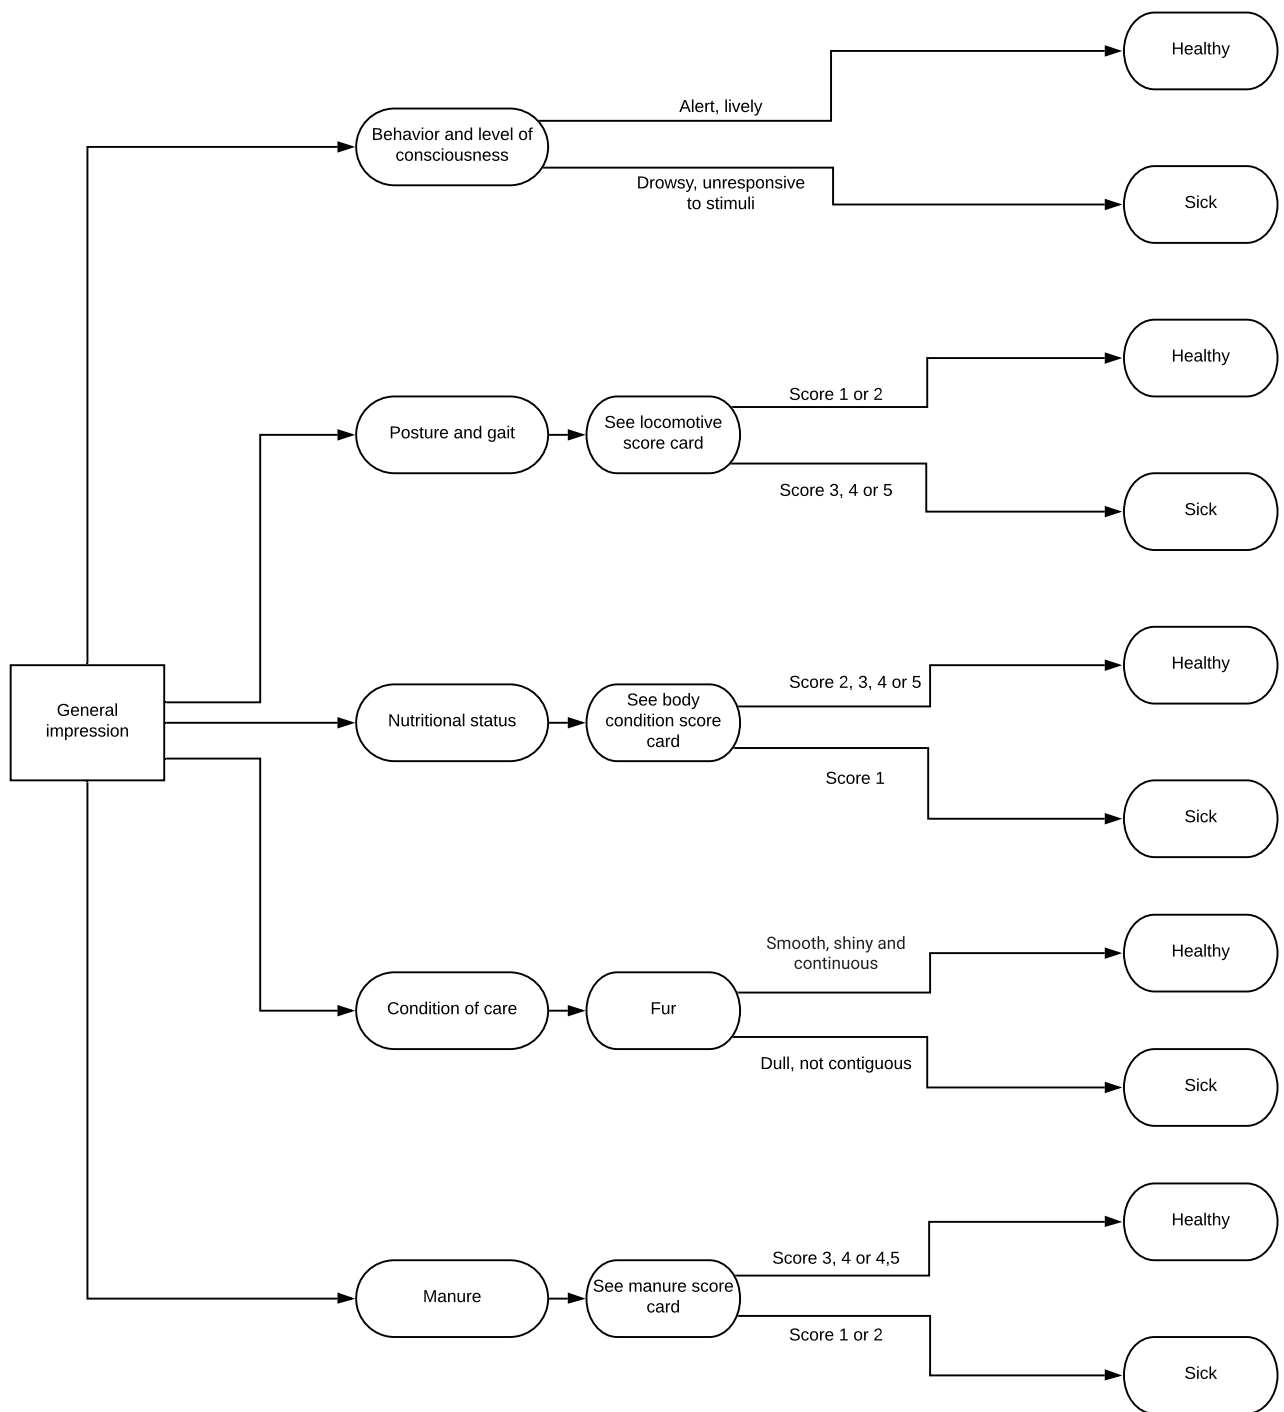 Healthy
Alert, lively
Behavior and level of
consciousness
Drowsy, unresponsive
to stimuli
Sick
Healthy
Score 1 or 2
Posture and gait
See locomotive
score card
Score 3, 4 or 5
Sick
Healthy
Score 2, 3, 4 or 5
General
impression
Nutritional status
See body
condition score
card
Score 1
Sick
Smooth, shiny and
continuous
Healthy
Condition of care
Fur
Dull, not contiguous
Sick
Healthy
Score 3, 4 or 4,5
Manure
See manure score
card
Score 1 or 2
Sick